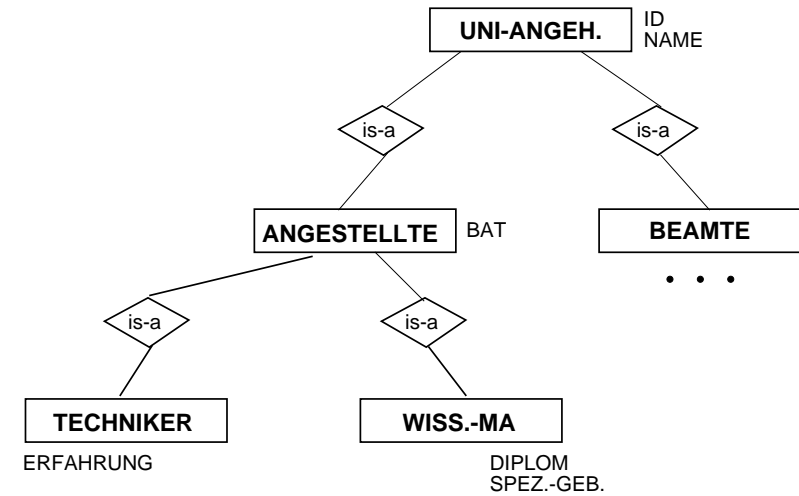 UNI-ANGEH.
ID
NAME
is-a
is-a
ANGESTELLTE
BAT
BEAMTE
• • •
is-a
is-a
TECHNIKER
WISS.-MA
ERFAHRUNG
DIPLOM
SPEZ.-GEB.